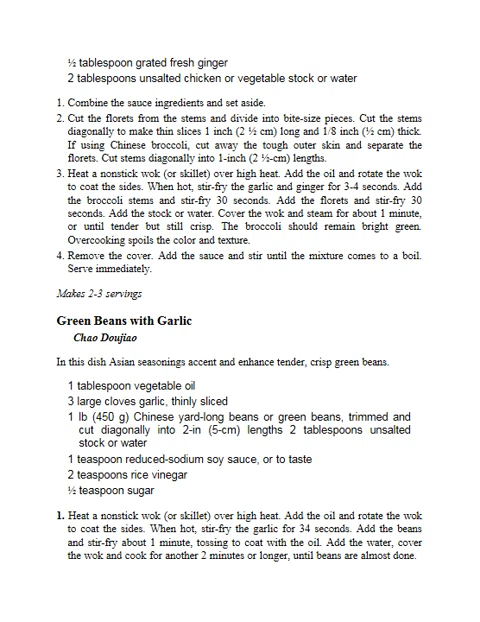 ½ tablespoon grated fresh ginger
2 tablespoons unsalted chicken or vegetable stock or water
1. Combine the sauce ingredients and set aside.
2. Cut the florets from the stems and divide into bite-size pieces. Cut the stems
diagonally to make thin slices 1 inch (2 ½ cm) long and 1/8 inch (½ cm) thick.
If using Chinese broccoli, cut away the tough outer skin and separate the
florets. Cut stems diagonally into 1-inch (2 ½-cm) lengths.
3. Heat a nonstick wok (or skillet) over high heat. Add the oil and rotate the wok
to coat the sides. When hot, stir-fry the garlic and ginger for 3-4 seconds. Add
the broccoli stems and stir-fry 30 seconds. Add the florets and stir-fry 30
seconds. Add the stock or water. Cover the wok and steam for about 1 minute,
or until tender but still crisp. The broccoli should remain bright green.
Overcooking spoils the color and texture.
4. Remove the cover. Add the sauce and stir until the mixture comes to a boil.
Serve immediately.
Makes 2-3 servings
Green Beans with Garlic
Chao Doujiao
In this dish Asian seasonings accent and enhance tender, crisp green beans.
1 tablespoon vegetable oil
3 large cloves garlic, thinly sliced
1 lb (450 g) Chinese yard-long beans or green beans, trimmed and
cut diagonally into 2-in (5-cm) lengths 2 tablespoons unsalted
stock or water
1 teaspoon reduced-sodium soy sauce, or to taste
2 teaspoons rice vinegar
½ teaspoon sugar
1. Heat a nonstick wok (or skillet) over high heat. Add the oil and rotate the wok
to coat the sides. When hot, stir-fry the garlic for 34 seconds. Add the beans
and stir-fry about 1 minute, tossing to coat with the oil. Add the water, cover
the wok and cook for another 2 minutes or longer, until beans are almost done.